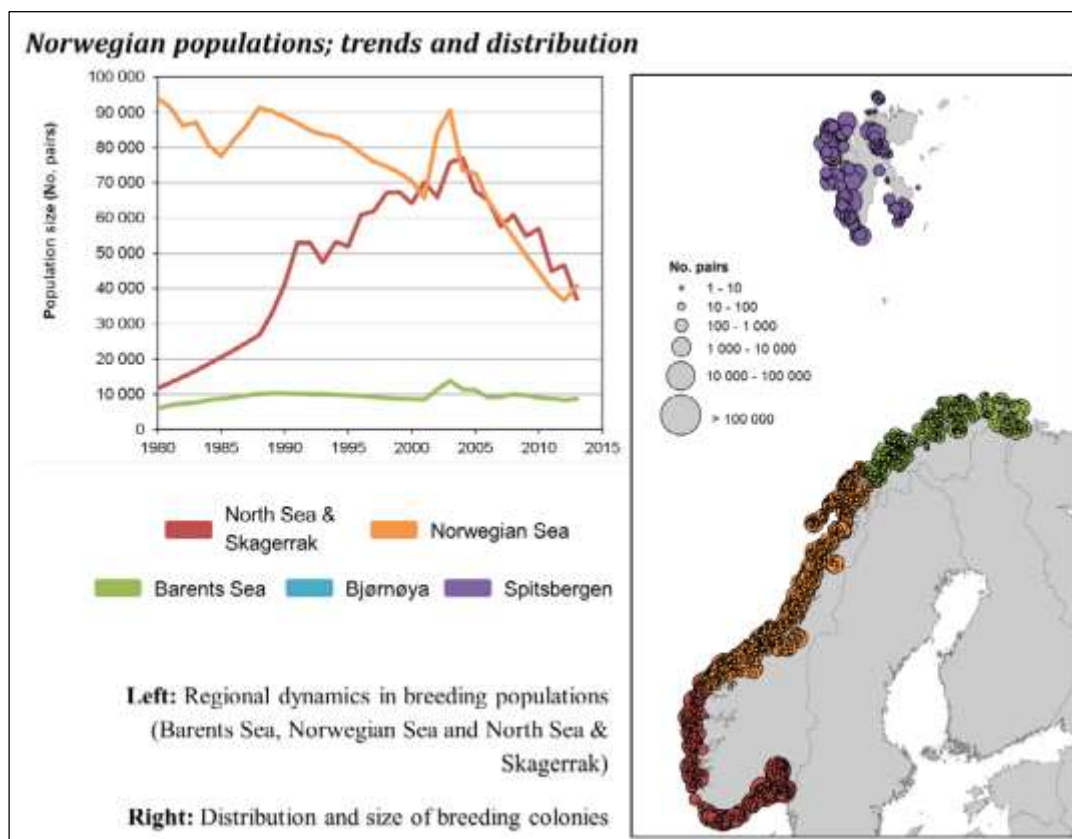 Norwegian populations; trends and distribution
Population size (No. pairs)
100 000
90 000
80 000
70 000
60 000
50 000
40 000
30 000
20 000
10 000
0
1980 1985 1990 1995 2000 2005 2010 2015
North Sea &
Skagerrak
Norwegian Sea
Barents Sea
Bjørnøya
Spitsbergen
Left: Regional dynamics in breeding populations
(Barents Sea, Norwegian Sea and North Sea &
Skagerrak)
Right: Distribution and size of breeding colonies
No. pairs
1 - 10
10 - 100
100 - 1 000
1 000 - 10 000
10 000 - 100 000
> 100 000